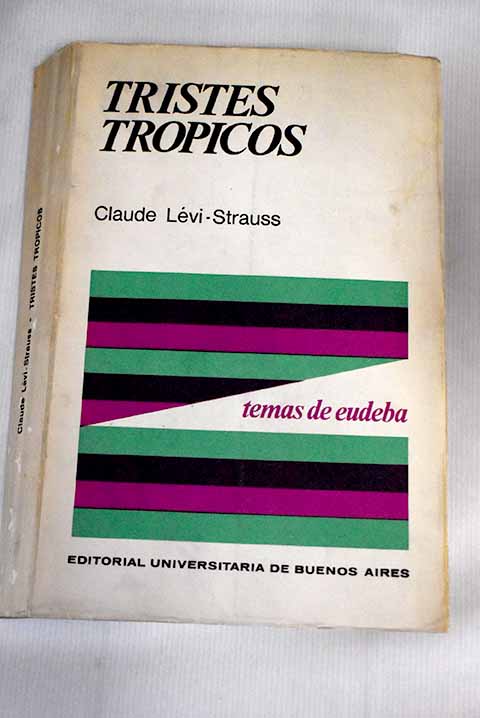 TRISTES
TROPICOS
Claude Lévi-Strauss
temas de eudeba
EDITORIAL UNIVERSITARIA DE BUENOS AIRES
Claude Lévi-Strauss - TRISTES TROPICOS